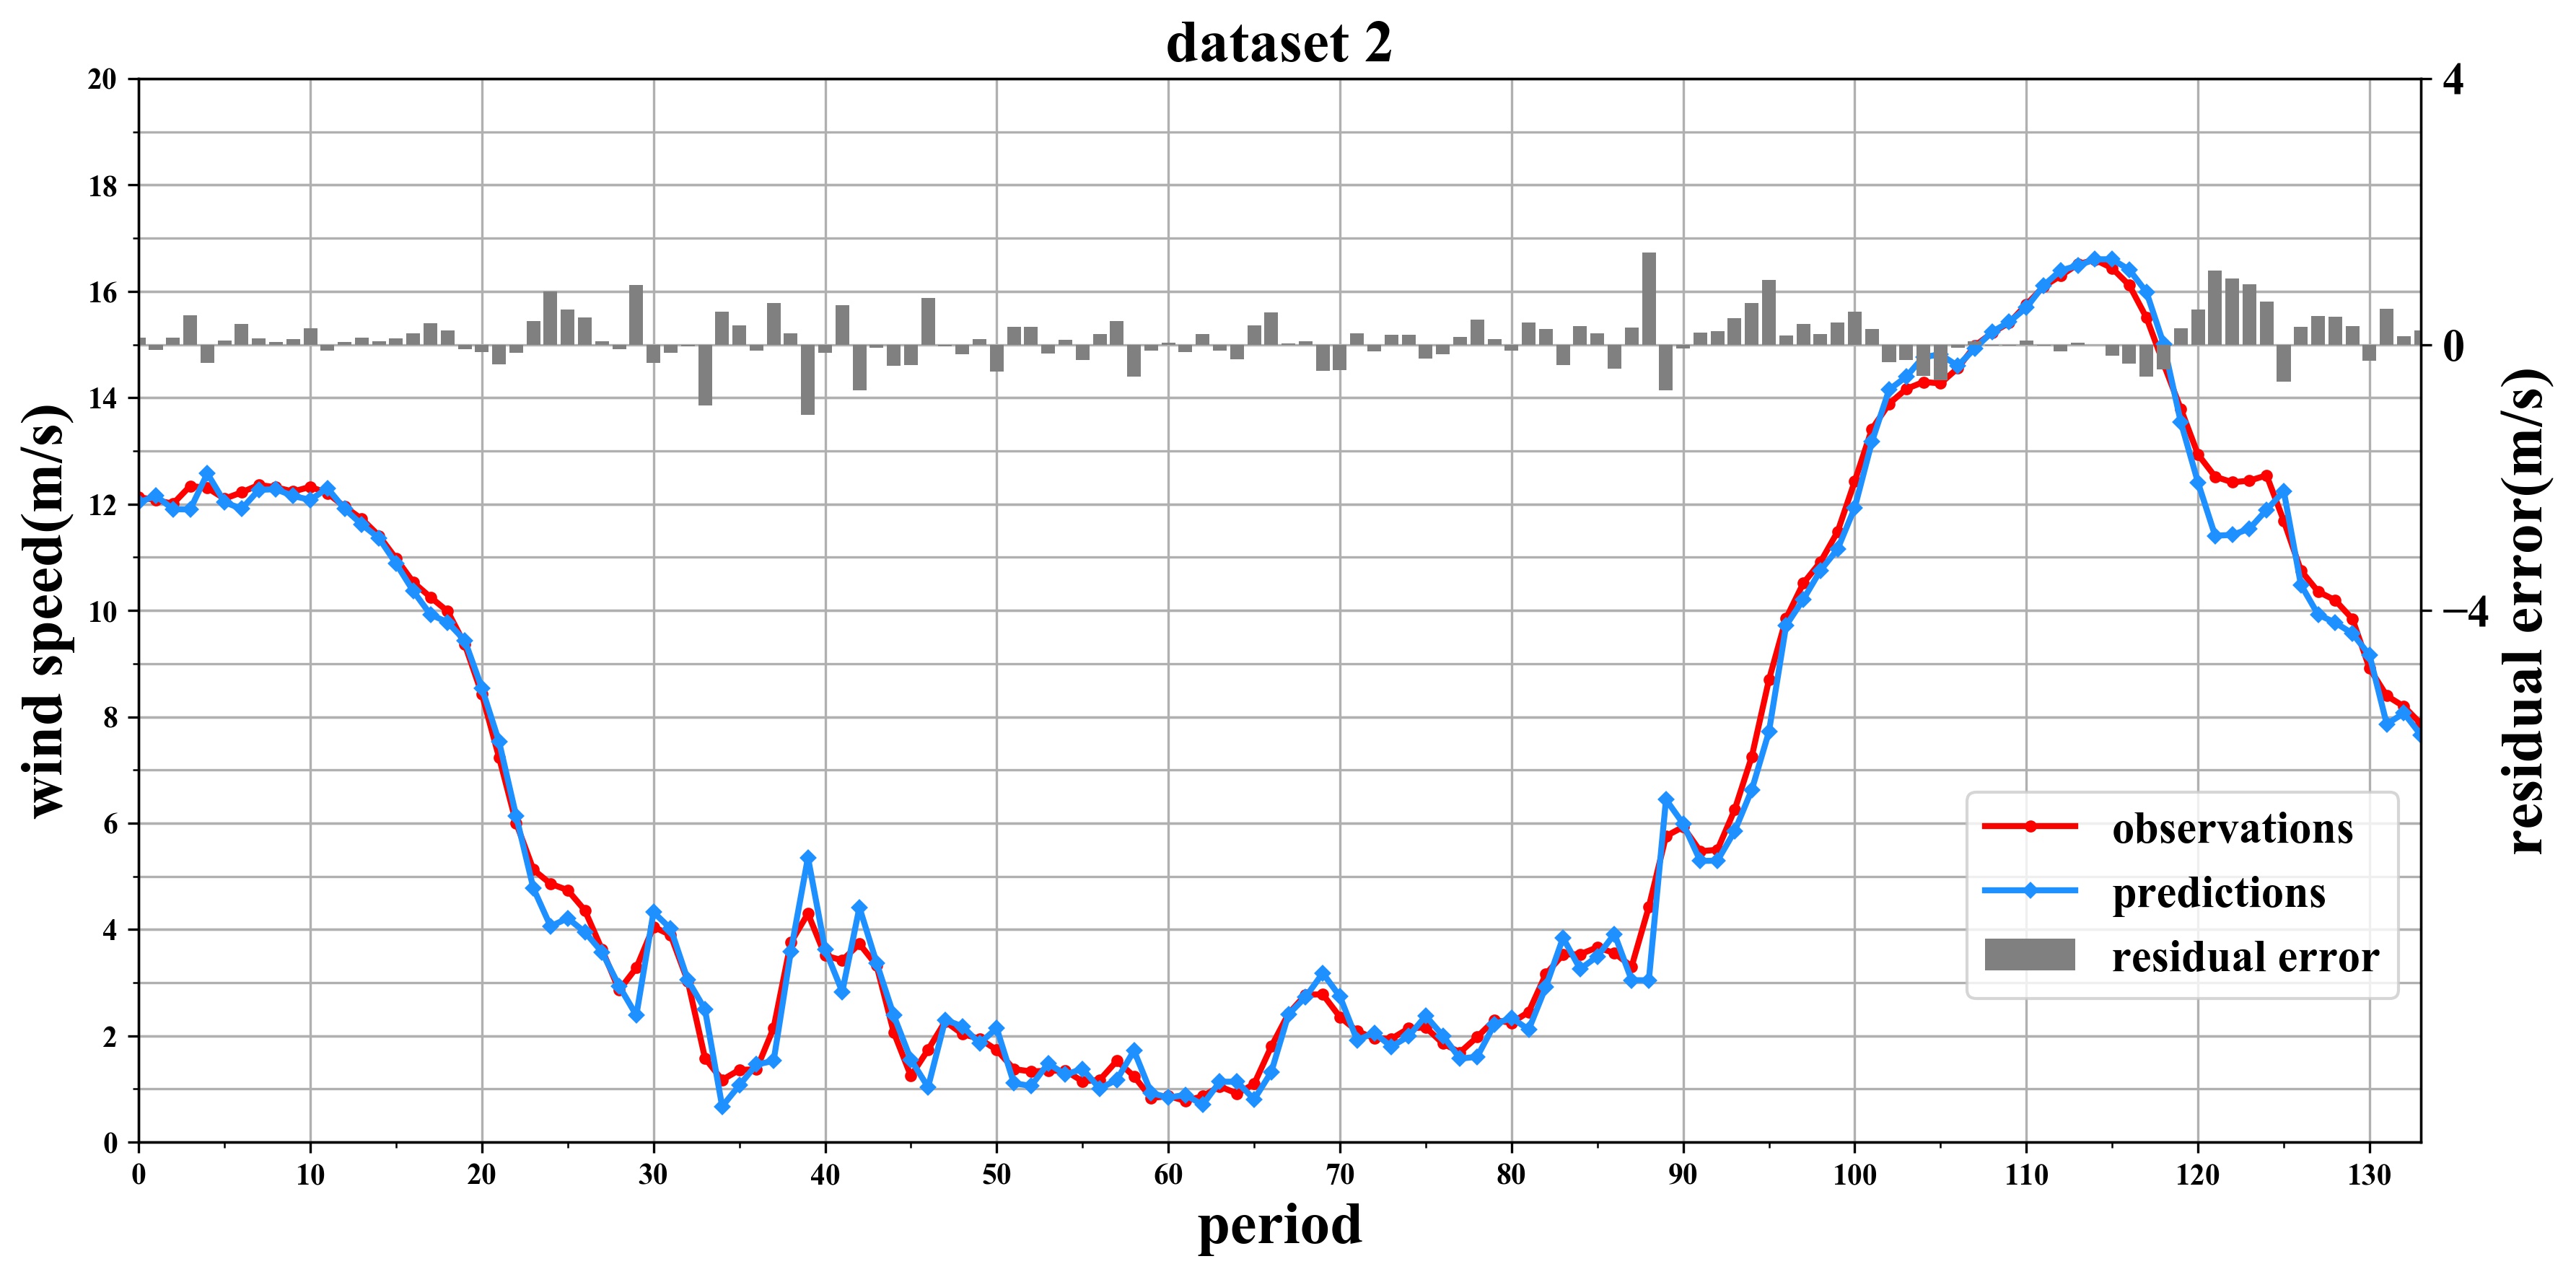 dataset 2
20
18
16
14
12
10
8
6
4
2
0
wind speed(m/s)
4
0
−4
residual error(m/s)
observations
predictions
residual error
0 10 20 30 40 50 60 70 80 90 100 110 120 130
period